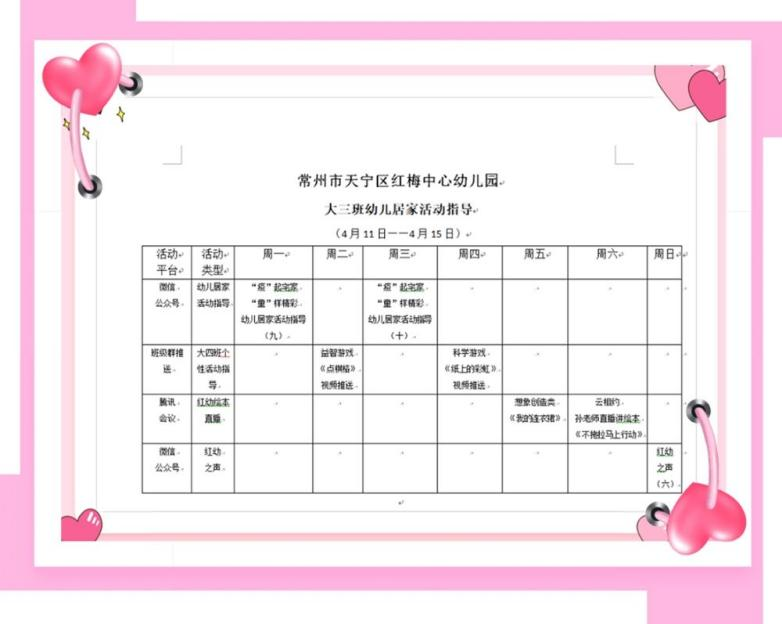 常州市天宁区红梅中心幼儿园
大三班幼儿居家活动指导
（4月11日——4月15日）
活动平台 活动类型 周一 周二 周三 周四 周五 周六 周日
微信公众号 幼儿居家活动指导 “疫”起宅家“童”样精彩幼儿居家活动指导（九） “疫”起宅家“童”样精彩幼儿居家活动指导（十）
班级群推送 大四班个性活动指导 益智游戏《点棋格》视频推送 科学游戏《纸上的彩虹》视频推送
腾讯会议 红幼绘本直播 想象创造类《我的连衣裙》 云相约孙老师直播讲绘本《不拖拉马上行动》
微信公众号 红幼之声 红幼之声（六）